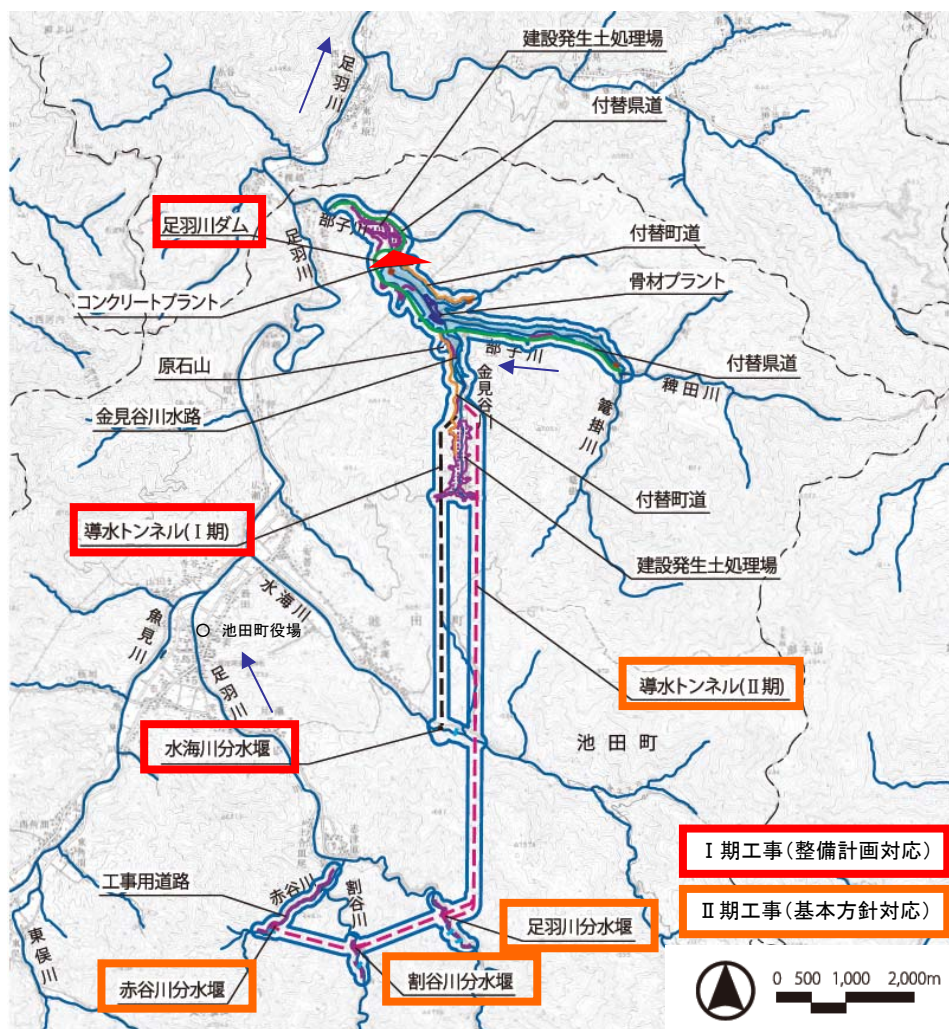 建設発生土処理場
足羽川
付替県道
足羽川ダム
部子川
付替町道
足羽川
コンクリートプラント
骨材プラント
原石山
部子川
付替県道
金見谷川
稗田川
金見谷川水路
篭掛川
付替町道
導水トンネル(Ⅰ期)
建設発生土処理場
水海川
魚見川
池田町役場
足羽川
導水トンネル(Ⅱ期)
水海川分水堰
池田町
Ⅰ期工事(整備計画対応)
工事用道路
赤谷川
割谷川
Ⅱ期工事(基本方針対応)
足羽川分水堰
東俣川
赤谷川分水堰
割谷川分水堰
0 500 1,000 2,000m